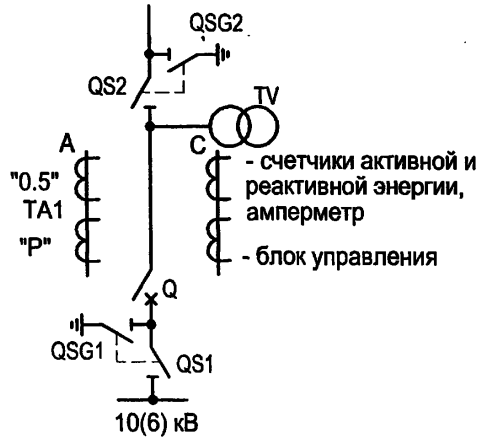 QSG2
QS2
TV
A
C
"0.5"
TA1
"P"
- счетчики активной и
реактивной энергии,
амперметр
- блок управления
Q
QSG1
QS1
10(6) кВ